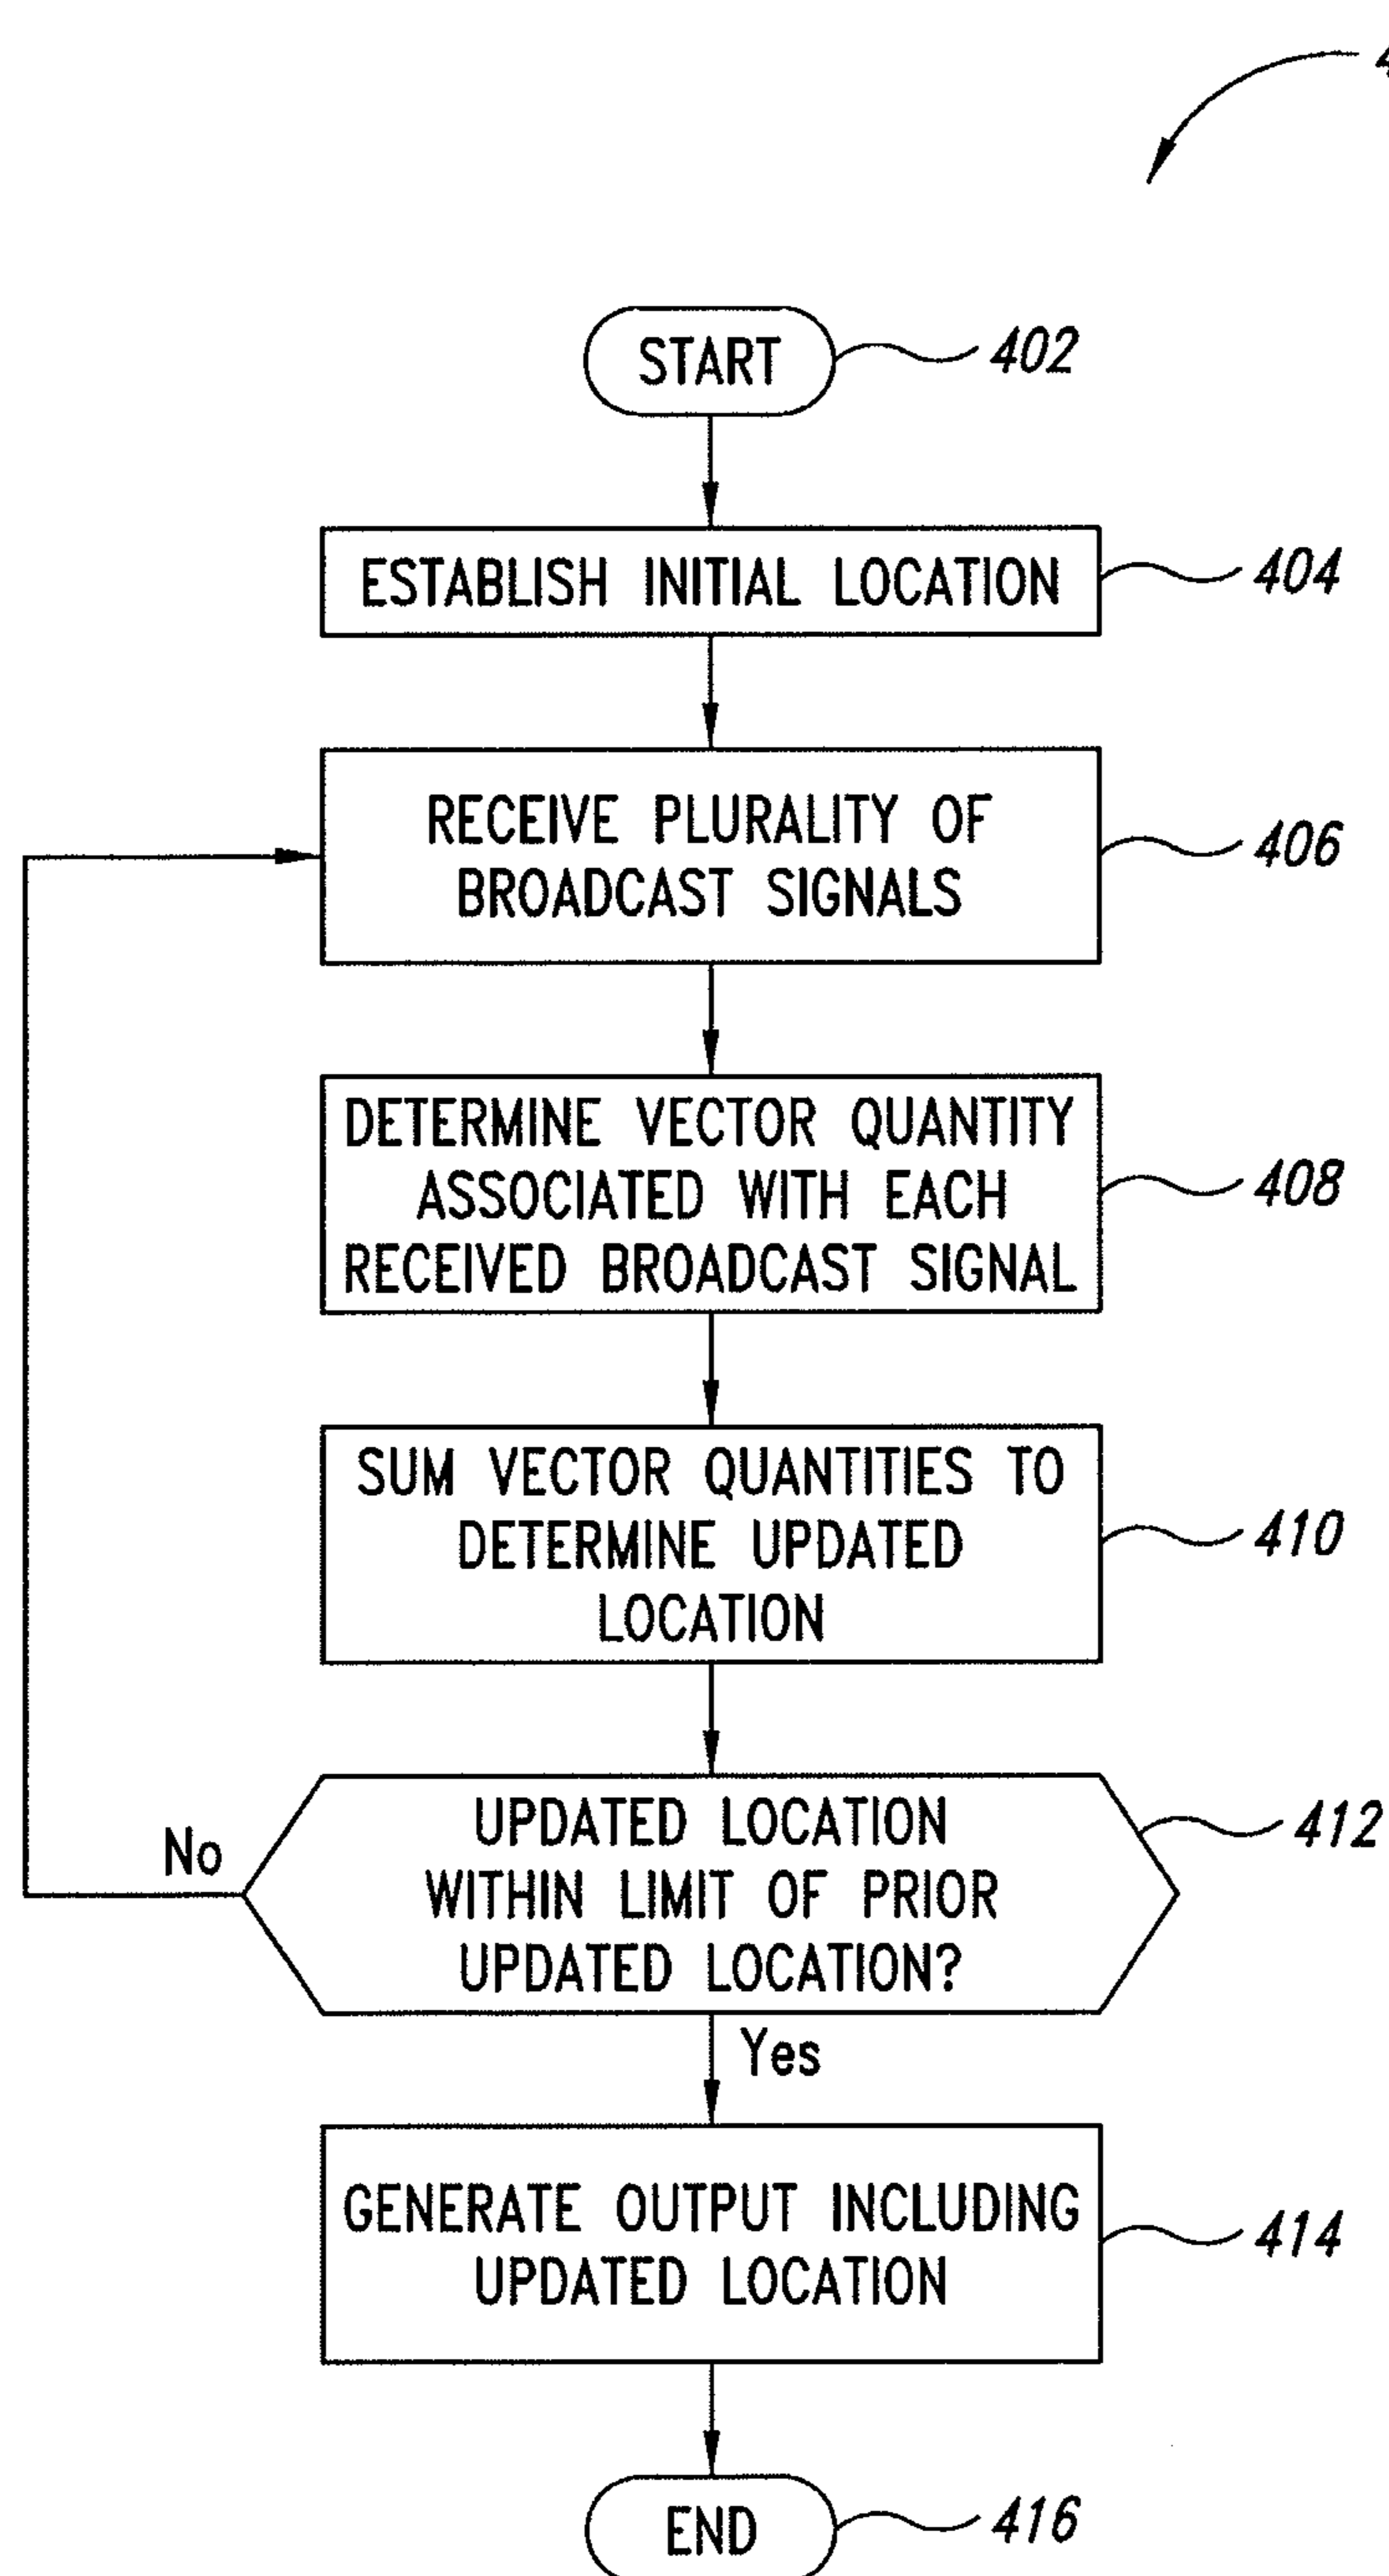 START
402
ESTABLISH INITIAL LOCATION
404
RECEIVE PLURALITY OF
BROADCAST SIGNALS
406
DETERMINE VECTOR QUANTITY
ASSOCIATED WITH EACH
RECEIVED BROADCAST SIGNAL
408
SUM VECTOR QUANTITIES TO
DETERMINE UPDATED
LOCATION
410
UPDATED LOCATION
WITHIN LIMIT OF PRIOR
UPDATED LOCATION?
412
No
Yes
GENERATE OUTPUT INCLUDING
UPDATED LOCATION
414
END
416